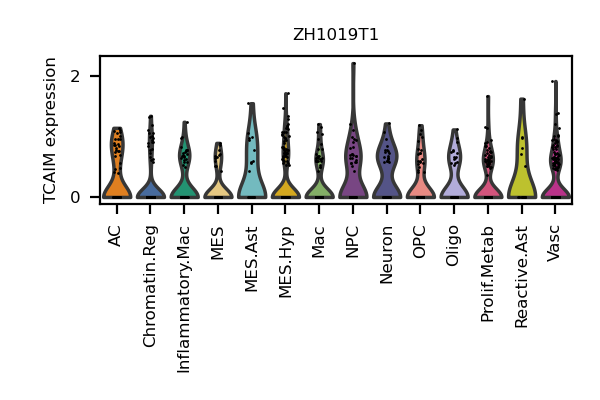 ZH1019T1
TCAIM expression
2
0
AC
Chromatin.Reg
Inflammatory.Mac
MES
MES.Ast
MES.Hyp
Mac
NPC
Neuron
OPC
Oligo
Prolif.Metab
Reactive.Ast
Vasc